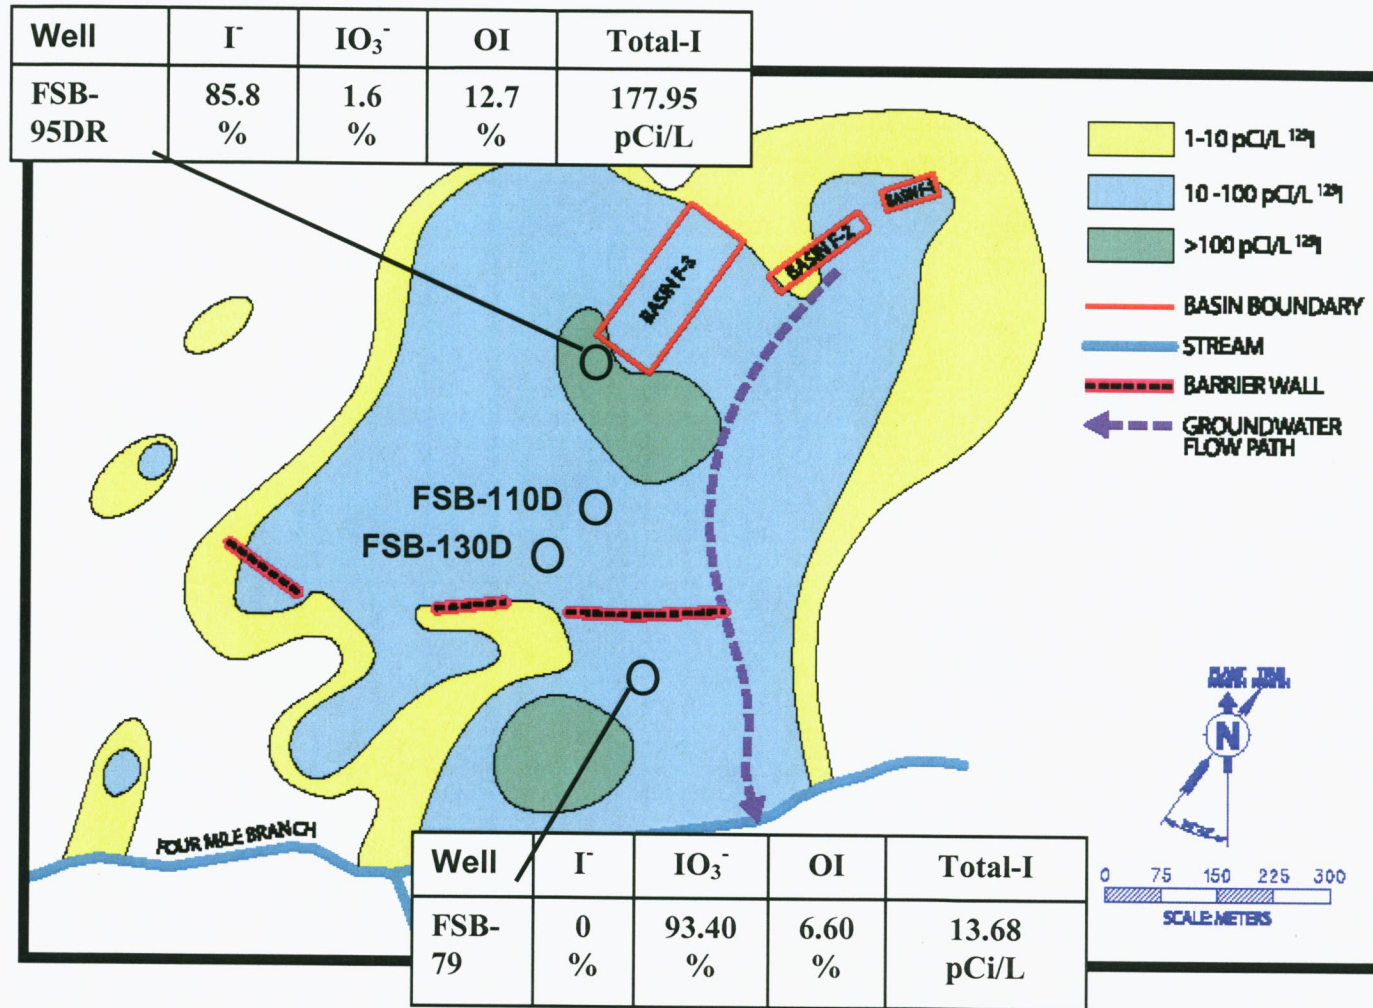 Well I⁻ IO₃⁻ OI Total-I
FSB-95DR 85.8 % 1.6 % 12.7 % 177.95 pCi/L
1-10 pCi/L ¹²⁹I
10 -100 pCi/L ¹²⁹I
>100 pCi/L ¹²⁹I
BASIN BOUNDARY
STREAM
BARRIER WALL
GROUNDWATER
FLOW PATH
BASIN F-1
BASIN F-2
BASIN F-3
FSB-110D
FSB-130D
FOUR MILE BRANCH
N
0 75 150 225 300
SCALE: METERS
Well I⁻ IO₃⁻ OI Total-I
FSB-79 0 % 93.40 % 6.60 % 13.68 pCi/L